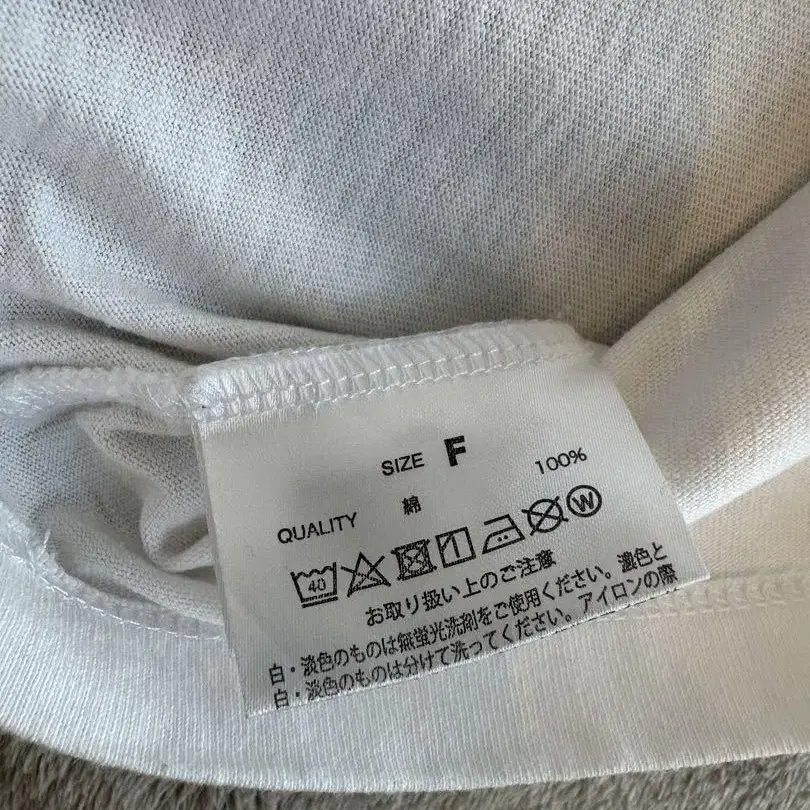 SIZE F
QUALITY 綿 100%
40 W
お取り扱い上のご注意
白・淡色のものは無蛍光洗剤をご使用ください。濃色と
白・淡色のものは分けて洗ってください。アイロンの際